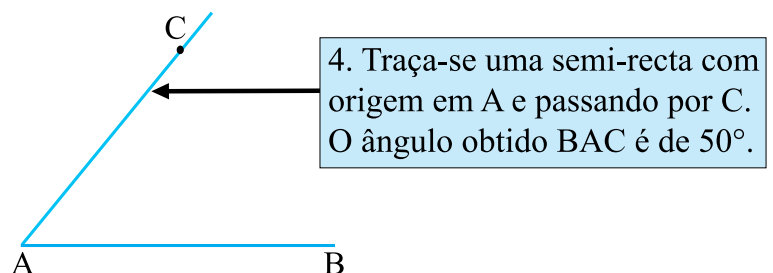 C
4. Traça-se uma semi-recta com
origem em A e passando por C.
O ângulo obtido BAC é de 50°.
A
B